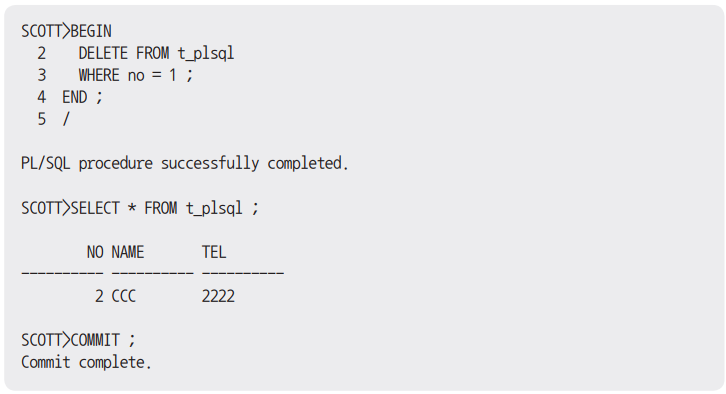 SCOTT>BEGIN
2 DELETE FROM t_plsql
3 WHERE no = 1 ;
4 END ;
5 /
PL/SQL procedure successfully completed.
SCOTT>SELECT * FROM t_plsql ;
NO NAME TEL
---------- ---------- ----------
2 CCC 2222
SCOTT>COMMIT ;
Commit complete.